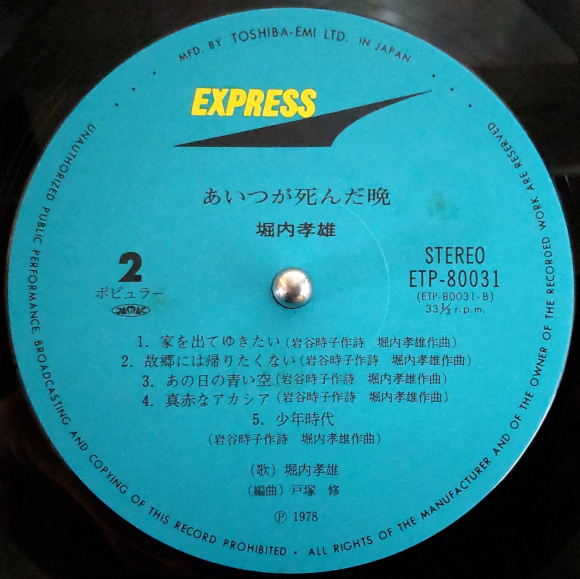 MFD. BY TOSHIBA-EMI LTD. IN JAPAN
EXPRESS
あいつが死んだ晩
堀内孝雄
2
ポピュラー
JASRAC
STEREO
ETP-80031
(ETP-80031-B)
33⅓ r.p.m.
1. 家を出てゆきたい(岩谷時子作詩 堀内孝雄作曲)
2. 故郷には帰りたくない(岩谷時子作詩 堀内孝雄作曲)
3. あの日の青い空(岩谷時子作詩 堀内孝雄作曲)
4. 真赤なアカシア(岩谷時子作詩 堀内孝雄作曲)
5. 少年時代
(岩谷時子作詩 堀内孝雄作曲)
(歌) 堀内孝雄
(編曲) 戸塚 修
Ⓟ 1978
UNAUTHORIZED PUBLIC PERFORMANCE, BROADCASTING AND COPYING OF THIS RECORD PROHIBITED • ALL RIGHTS OF THE MANUFACTURER AND OF THE OWNER OF THE RECORDED WORK ARE RESERVED